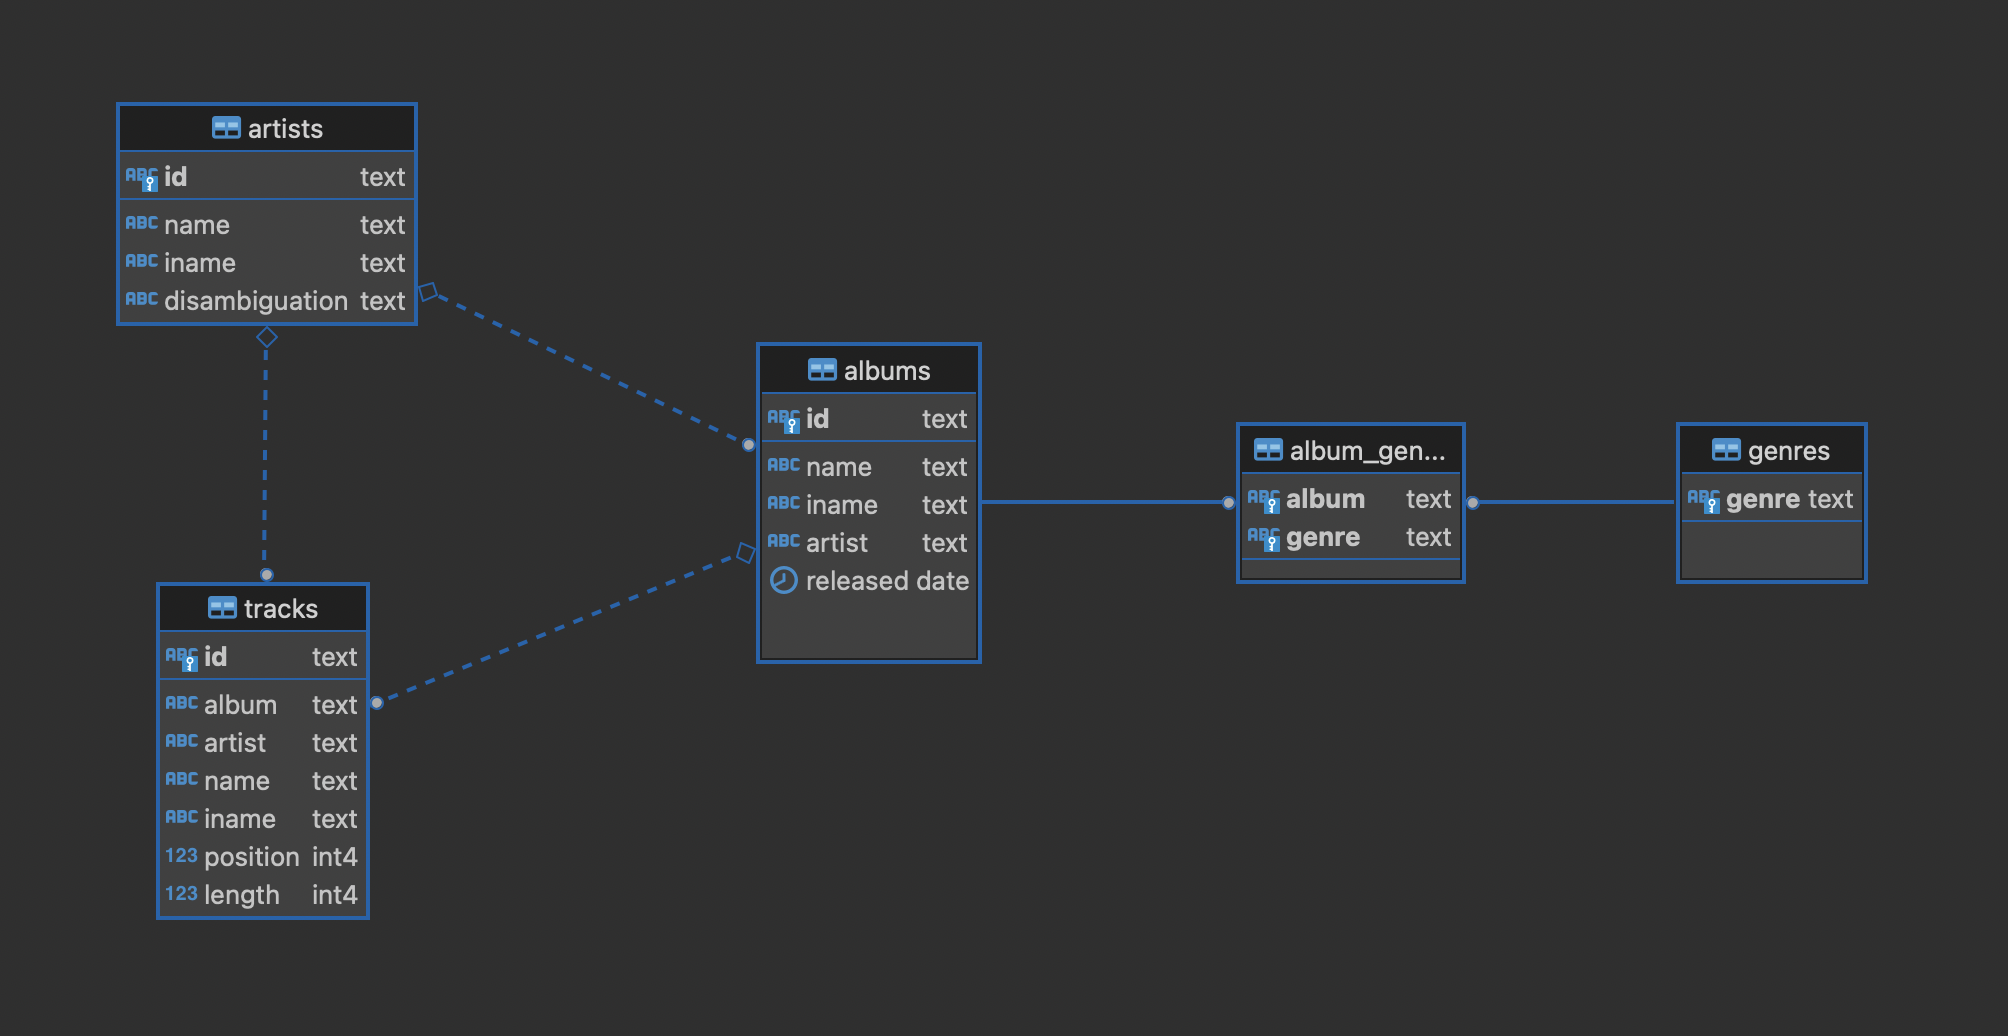 artists
ABC id text
ABC name text
ABC iname text
ABC disambiguation text
albums
ABC id text
ABC name text
ABC iname text
ABC artist text
released date
album_gen...
ABC album text
ABC genre text
genres
ABC genre text
tracks
ABC id text
ABC album text
ABC artist text
ABC name text
ABC iname text
123 position int4
123 length int4